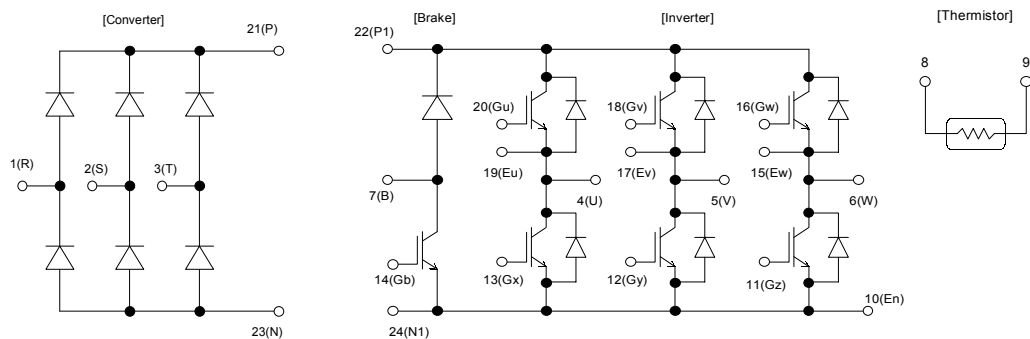 [Converter]
[Brake]
[Inverter]
[Thermistor]
21(P)
22(P1)
8
9
20(Gu)
18(Gv)
16(Gw)
1(R)
2(S)
3(T)
19(Eu)
17(Ev)
15(Ew)
7(B)
4(U)
5(V)
6(W)
14(Gb)
13(Gx)
12(Gy)
11(Gz)
10(En)
23(N)
24(N1)